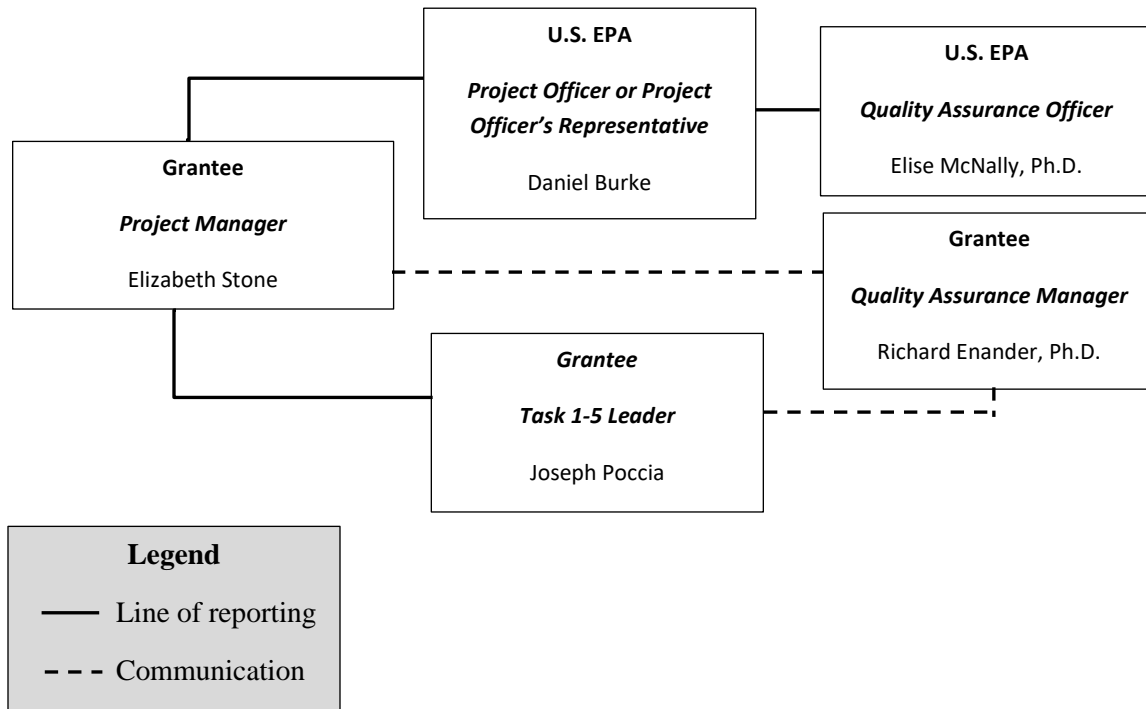 U.S. EPA
Project Officer or Project
Officer’s Representative
Daniel Burke
U.S. EPA
Quality Assurance Officer
Elise McNally, Ph.D.
Grantee
Project Manager
Elizabeth Stone
Grantee
Quality Assurance Manager
Richard Enander, Ph.D.
Grantee
Task 1-5 Leader
Joseph Poccia
Legend
Line of reporting
Communication